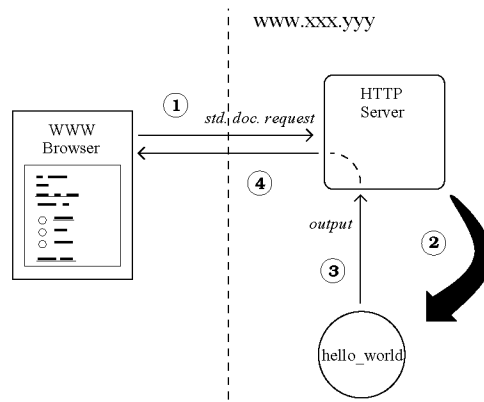 www.xxx.yyy
HTTP
Server
1
std. doc. request
WWW
Browser
4
output
2
3
hello_world